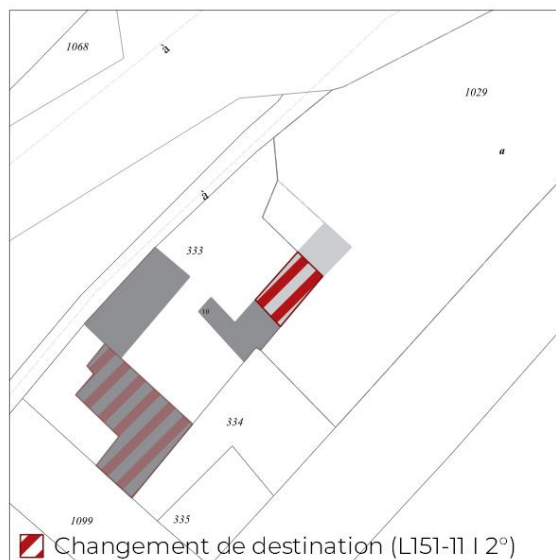 1068
à
1029
a
à
333
10
334
335
1099
Changement de destination (L151-11 I 2°)